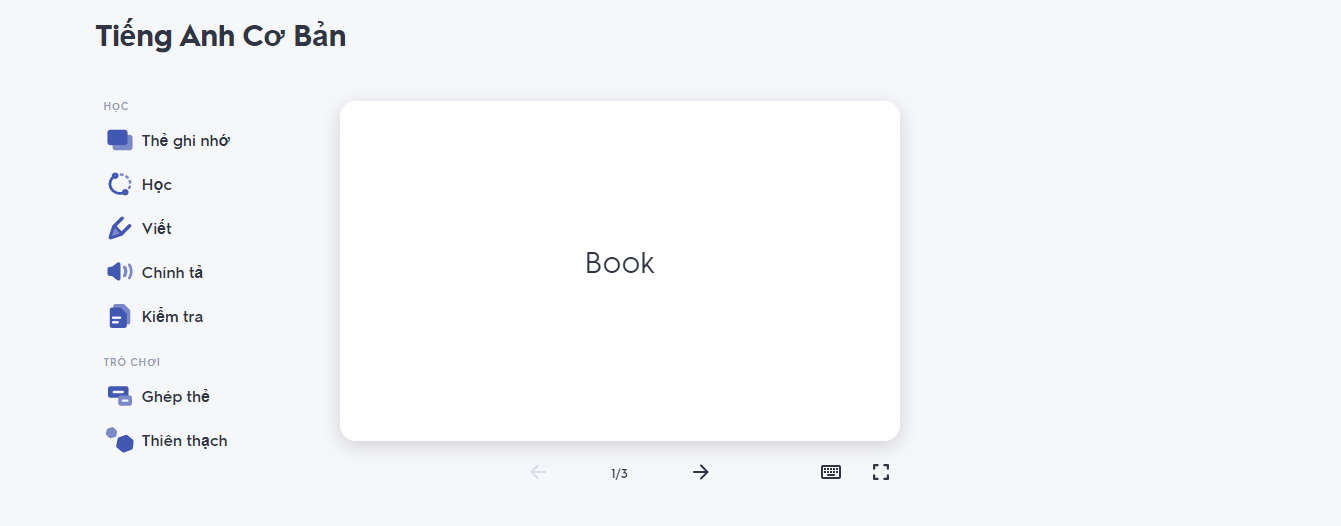 Tiếng Anh Cơ Bản
HỌC
Thẻ ghi nhớ
Học
Viết
Chính tả
Kiểm tra
TRÒ CHƠI
Ghép thẻ
Thiên thạch
Book
1/3